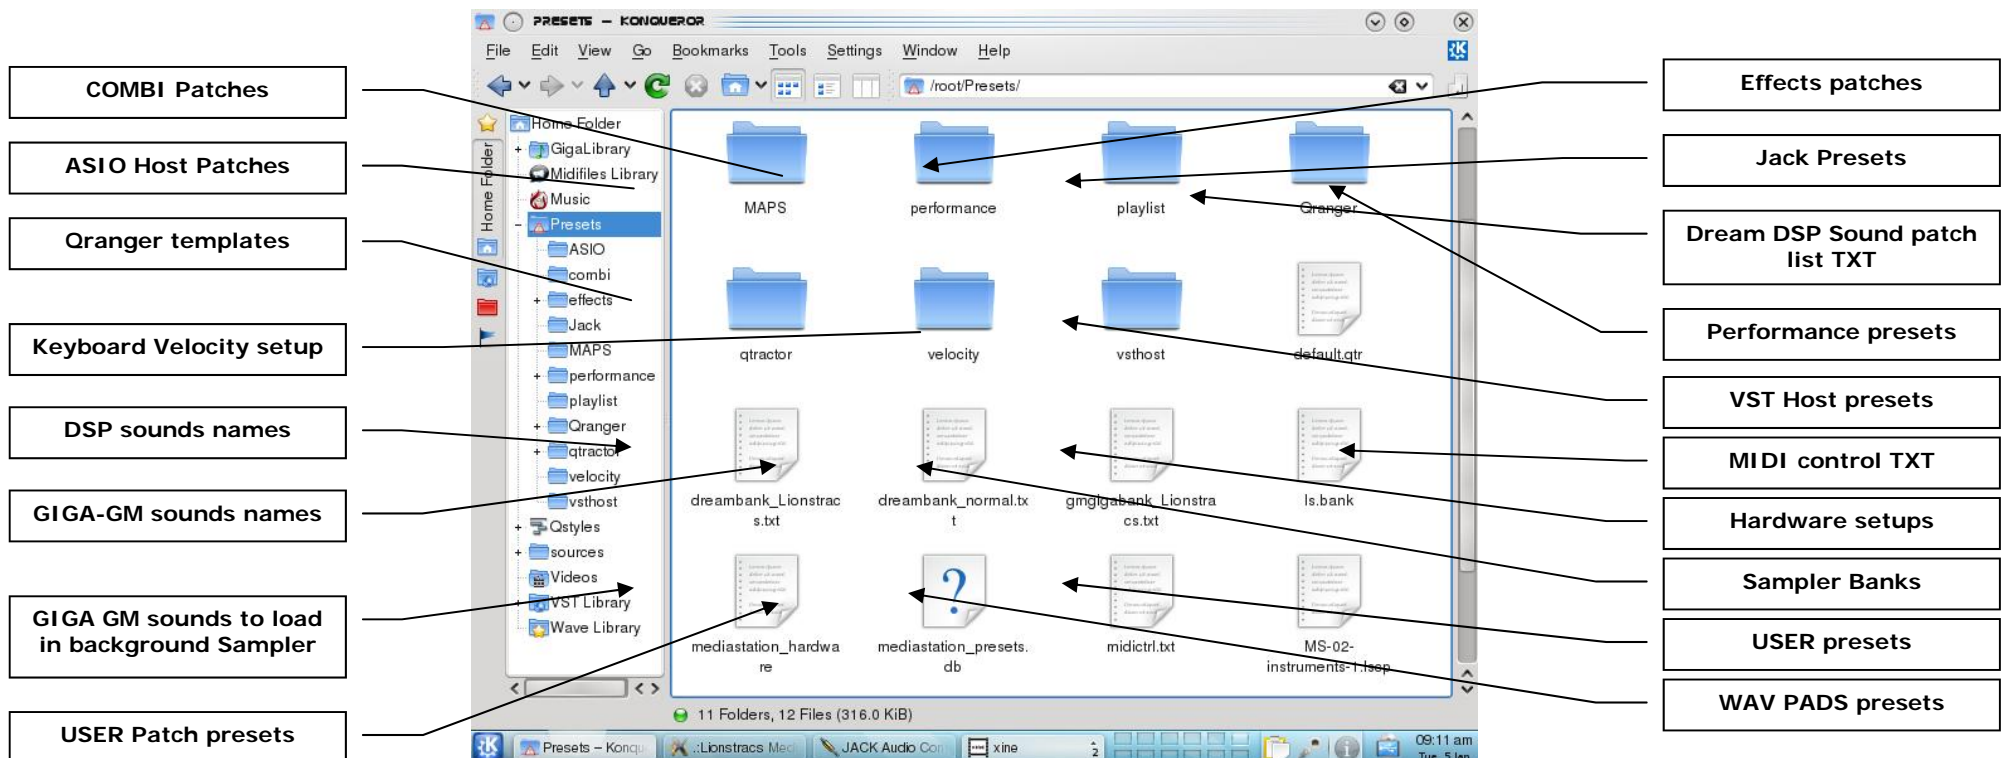 PRESETS – KONQUEROR
File Edit View Go Bookmarks Tools Settings Window Help
/root/Presets/
COMBI Patches
ASIO Host Patches
Qranger templates
Keyboard Velocity setup
DSP sounds names
GIGA-GM sounds names
GIGA GM sounds to load
in background Sampler
USER Patch presets
Home Folder
Home Folder
GigaLibrary
Midifiles Library
Music
Presets
ASIO
combi
effects
Jack
MAPS
performance
playlist
Qranger
qtractor
velocity
vsthost
Qstyles
sources
Videos
VST Library
Wave Library
MAPS
performance
playlist
Qranger
qtractor
velocity
vsthost
default.qtr
dreambank_Lionstrac
s.txt
dreambank_normal.tx
t
gmgigabank_Lionstra
cs.txt
ls.bank
mediastation_hardwa
re
mediastation_presets.
db
midictrl.txt
MS-02-
instruments-1.lscp
11 Folders, 12 Files (316.0 KiB)
Presets – Konqu
.:Lionstracs Med
JACK Audio Con
xine
2
09:11 am
Effects patches
Jack Presets
Dream DSP Sound patch
list TXT
Performance presets
VST Host presets
MIDI control TXT
Hardware setups
Sampler Banks
USER presets
WAV PADS presets